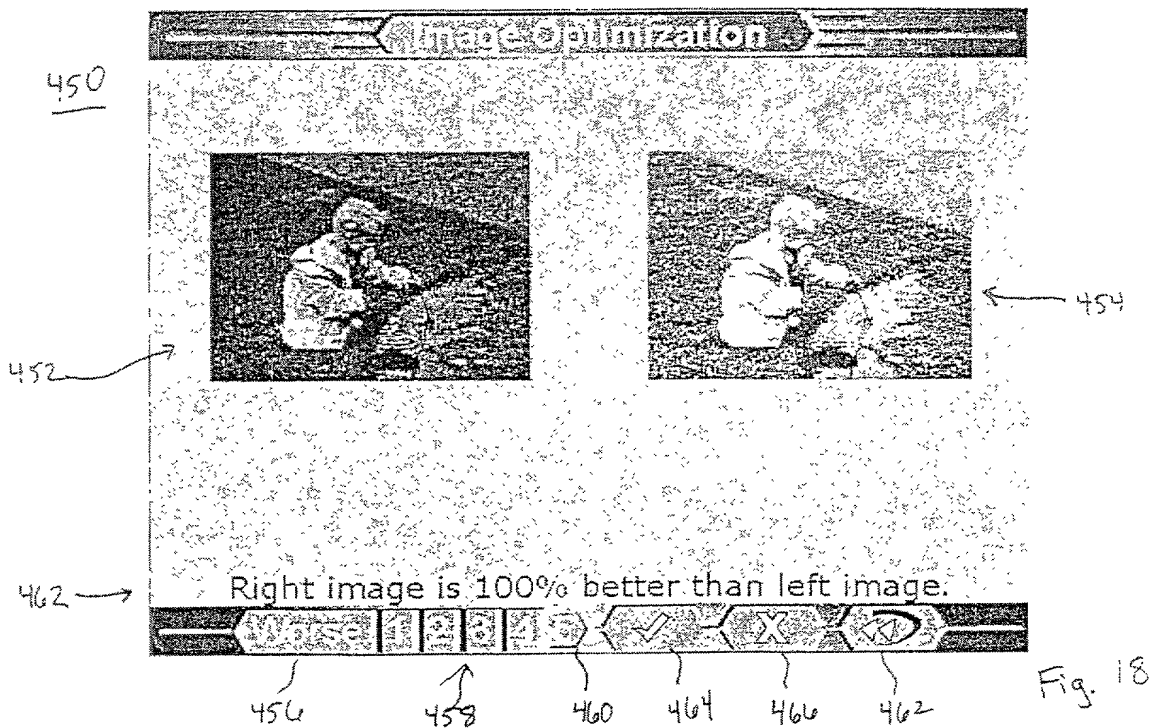 Image Optimization
450
454
452
462
Right image is 100% better than left image.
Worse 1 2 3 4 5
456 458 460 464 466 462
Fig. 18